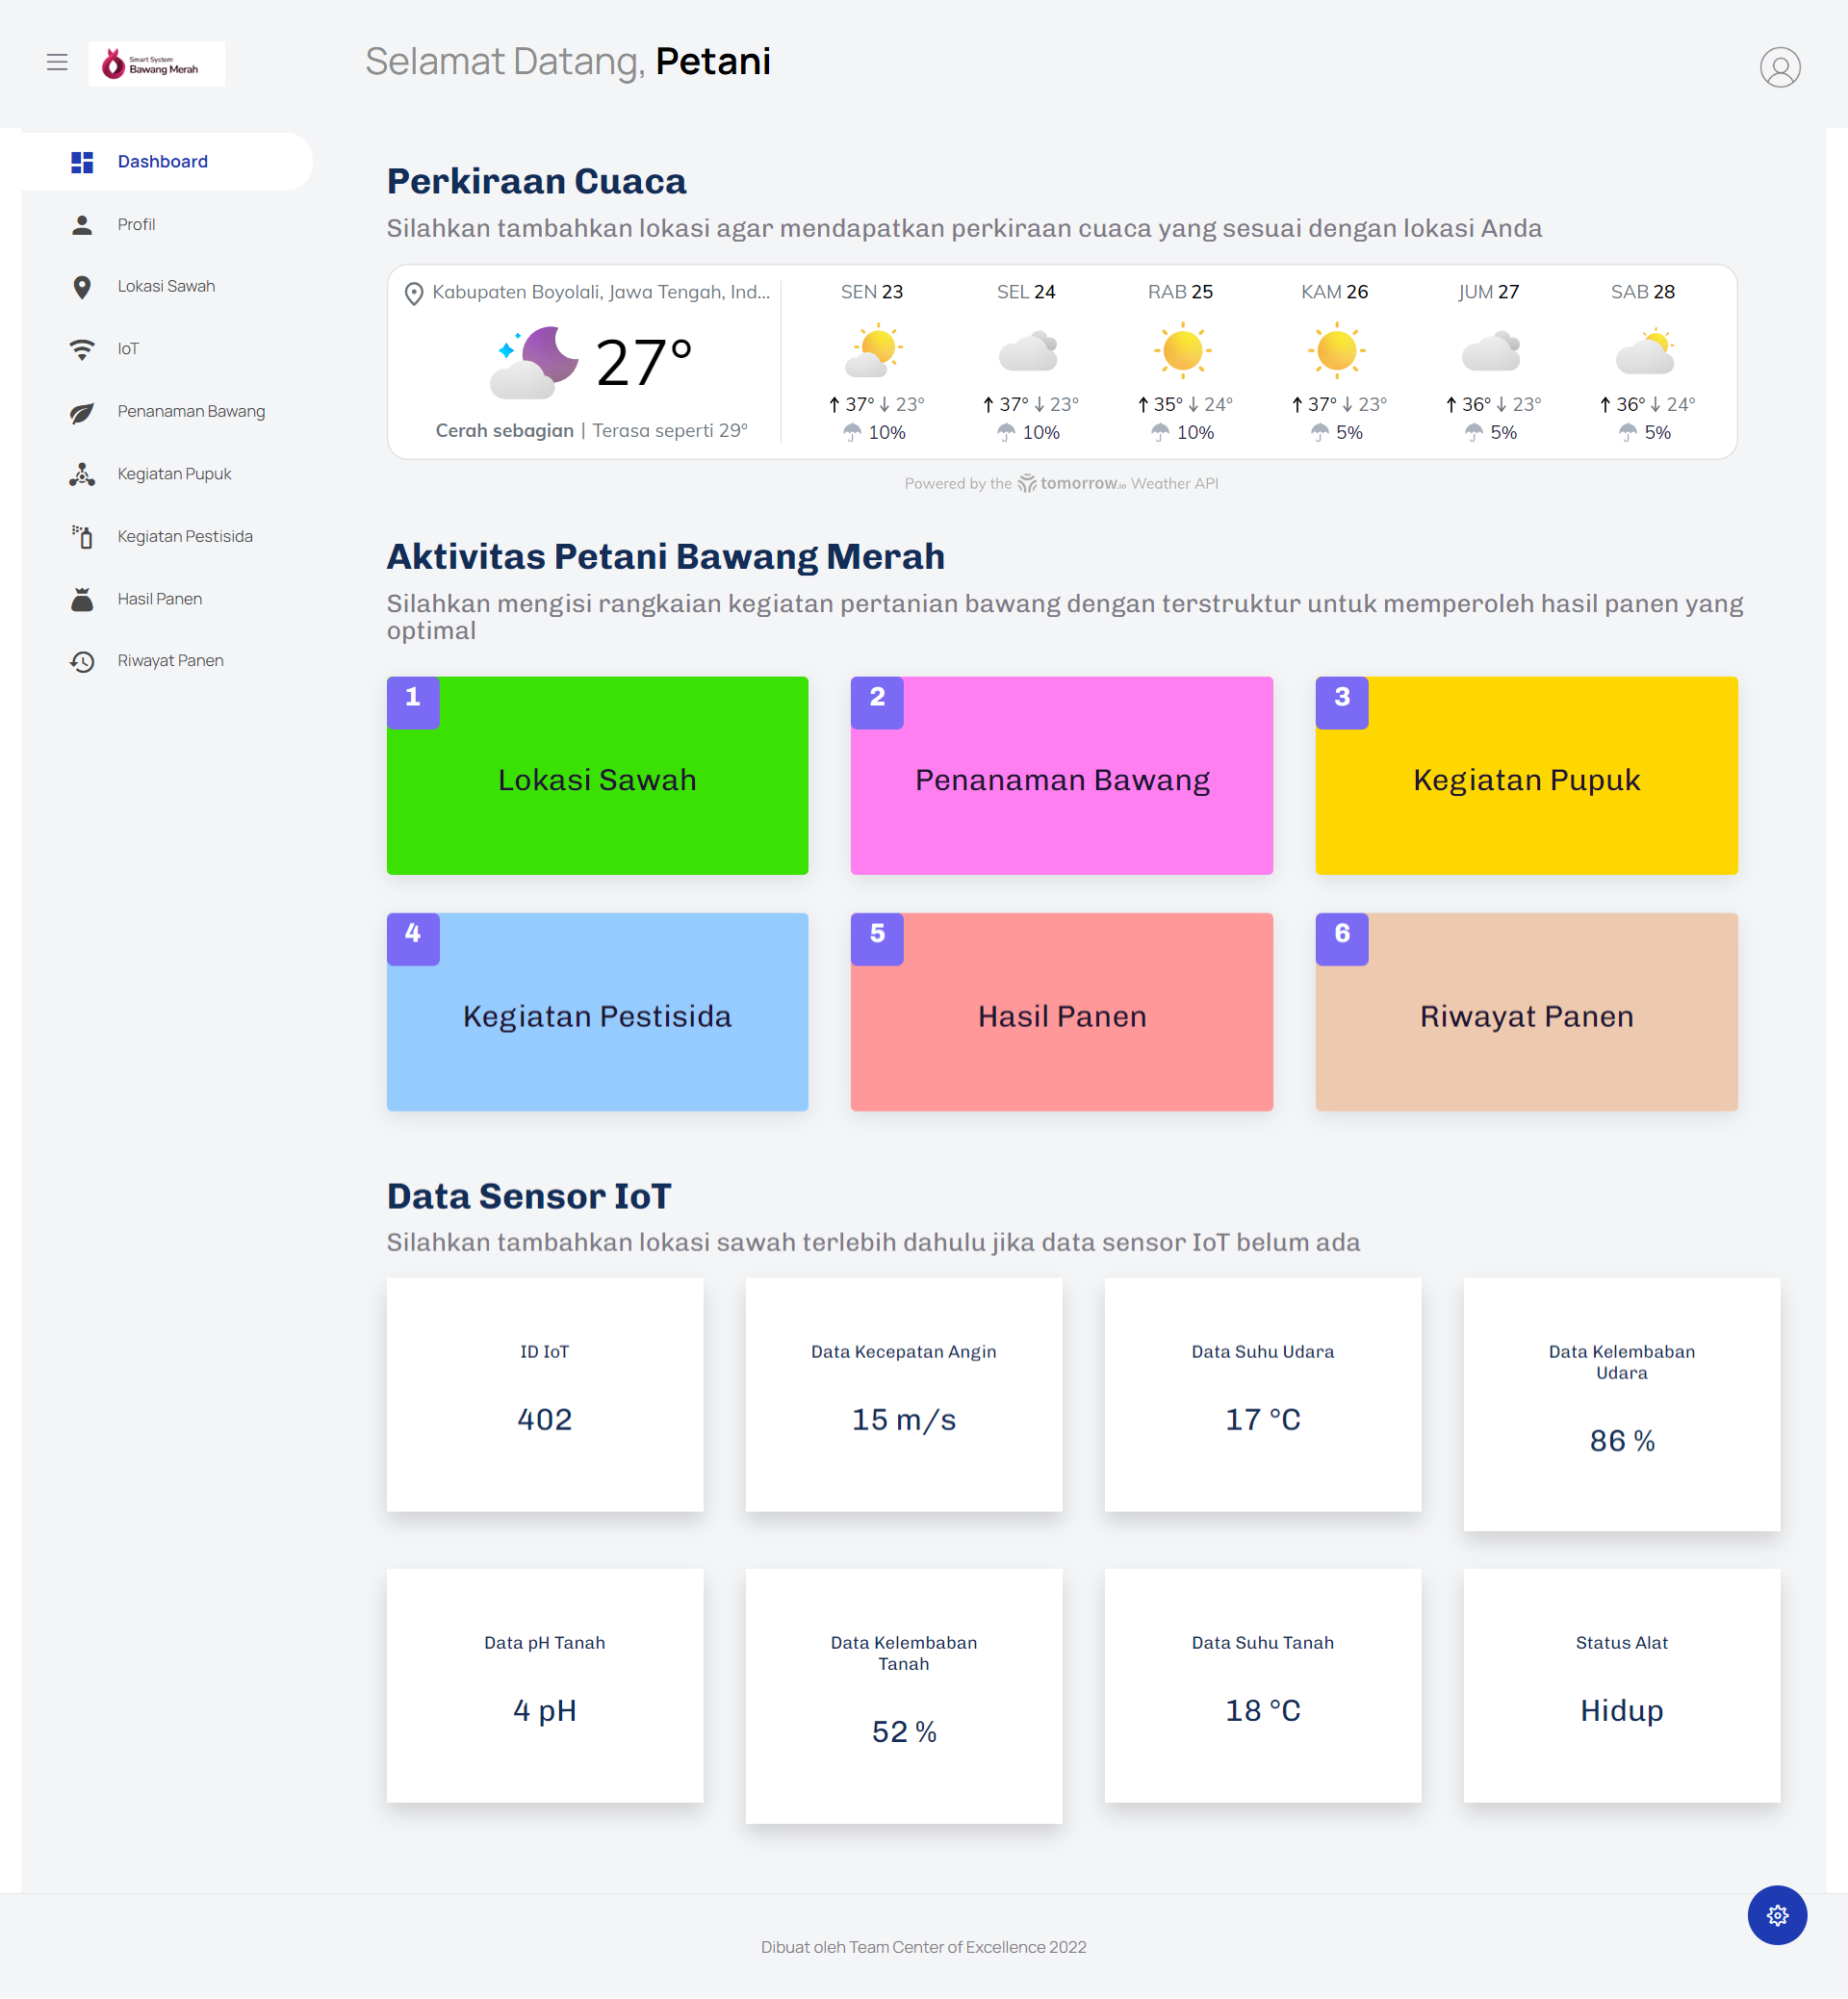 Smart System
Bawang Merah
Selamat Datang, Petani
Dashboard
Profil
Lokasi Sawah
IoT
Penanaman Bawang
Kegiatan Pupuk
Kegiatan Pestisida
Hasil Panen
Riwayat Panen
Perkiraan Cuaca
Silahkan tambahkan lokasi agar mendapatkan perkiraan cuaca yang sesuai dengan lokasi Anda
Kabupaten Boyolali, Jawa Tengah, Ind...
27°
Cerah sebagian | Terasa seperti 29°
SEN 23 SEL 24 RAB 25 KAM 26 JUM 27 SAB 28
↑ 37° ↓ 23° ↑ 37° ↓ 23° ↑ 35° ↓ 24° ↑ 37° ↓ 23° ↑ 36° ↓ 23° ↑ 36° ↓ 24°
10% 10% 10% 5% 5% 5%
Powered by the tomorrow.io Weather API
Aktivitas Petani Bawang Merah
Silahkan mengisi rangkaian kegiatan pertanian bawang dengan terstruktur untuk memperoleh hasil panen yang
optimal
1
Lokasi Sawah
2
Penanaman Bawang
3
Kegiatan Pupuk
4
Kegiatan Pestisida
5
Hasil Panen
6
Riwayat Panen
Data Sensor IoT
Silahkan tambahkan lokasi sawah terlebih dahulu jika data sensor IoT belum ada
ID IoT
402
Data Kecepatan Angin
15 m/s
Data Suhu Udara
17 °C
Data Kelembaban
Udara
86 %
Data pH Tanah
4 pH
Data Kelembaban
Tanah
52 %
Data Suhu Tanah
18 °C
Status Alat
Hidup
Dibuat oleh Team Center of Excellence 2022